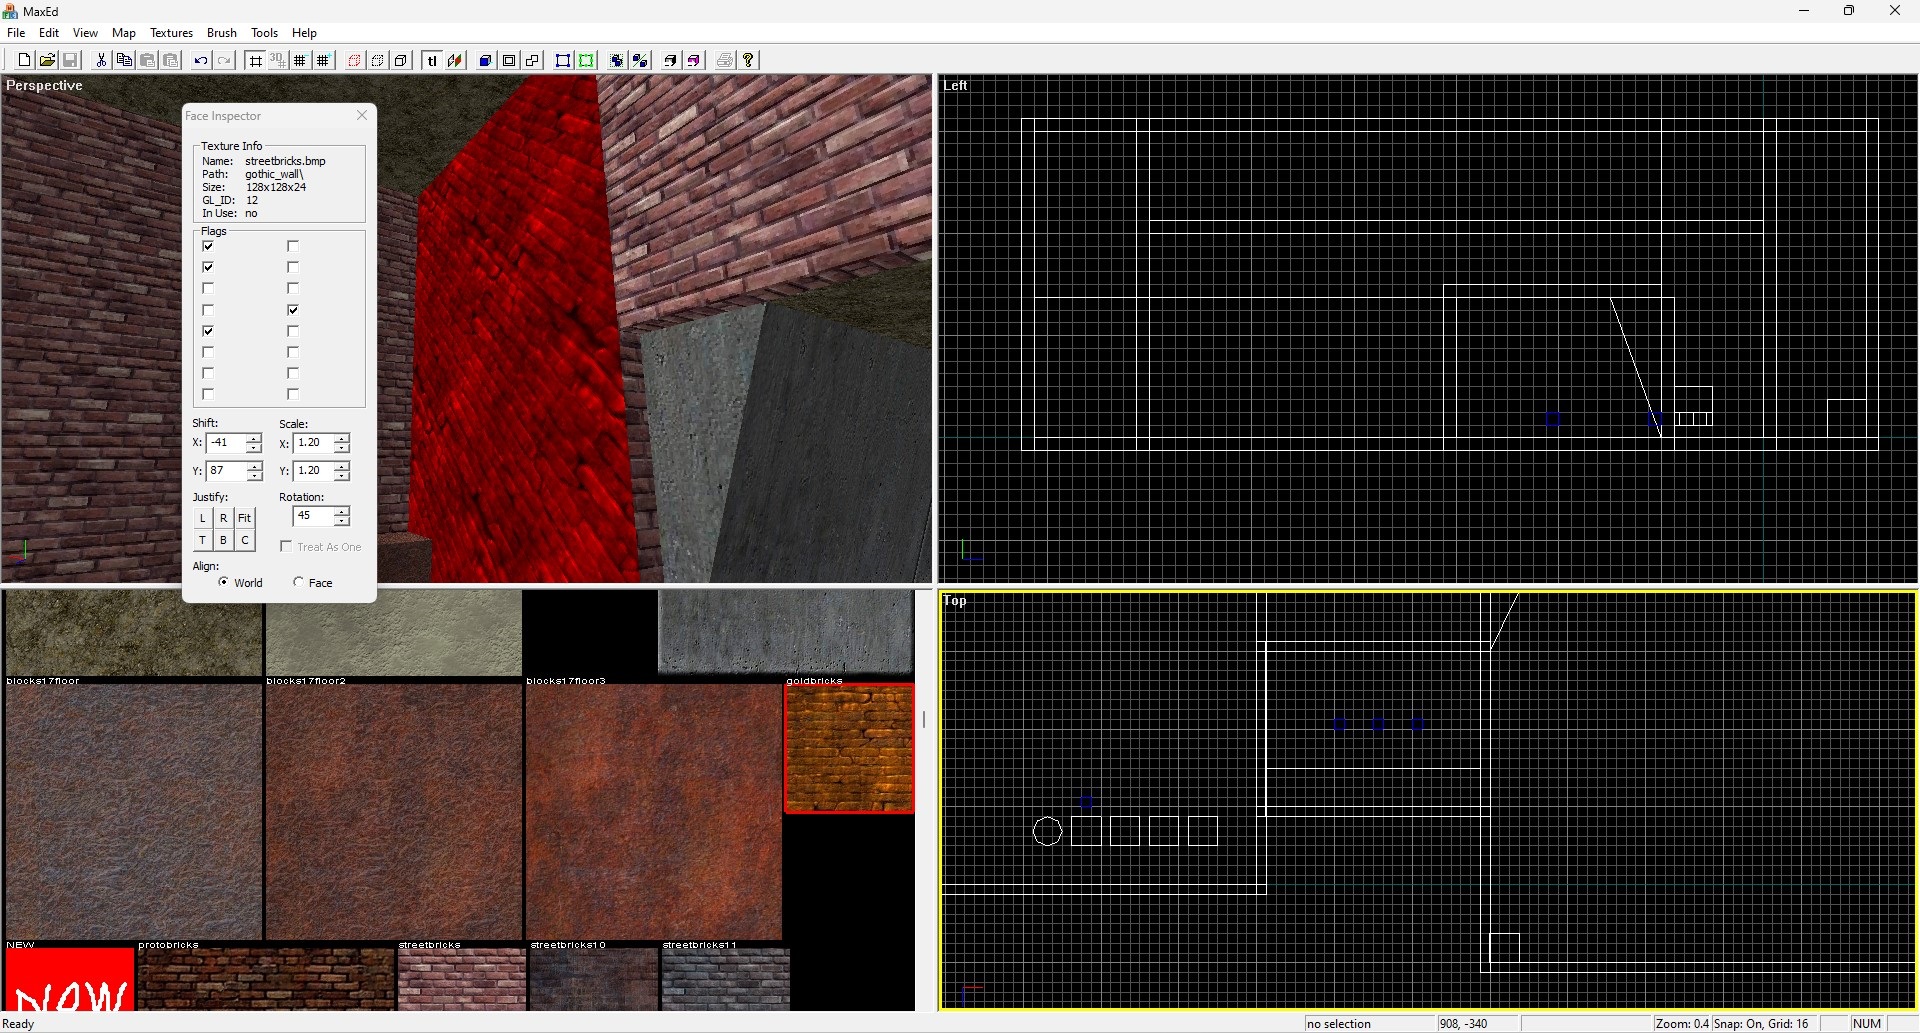 MaxEd
File Edit View Map Textures Brush Tools Help
3D tl
Perspective
Face Inspector
Texture Info
Name: streetbricks.bmp
Path: gothic_wall\
Size: 128x128x24
GL_ID: 12
In Use: no
Flags
Shift: Scale:
X: -41 X: 1.20
Y: 87 Y: 1.20
Justify: Rotation:
L R Fit 45
T B C Treat As One
Align:
World Face
Left
blocks17floor blocks17floor2 blocks17floor3 goldbricks
NEW protobricks streetbricks streetbricks10 streetbricks11
NEW
Top
Ready no selection 908, -340 Zoom: 0.4 Snap: On, Grid: 16 NUM